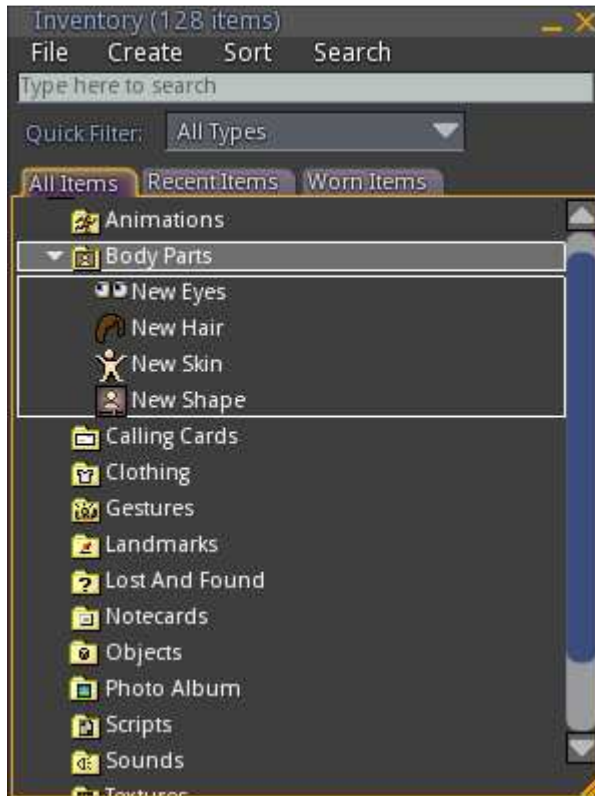 Inventory (128 items)
File Create Sort Search
Type here to search
Quick Filter: All Types
All Items Recent Items Worn Items
Animations
Body Parts
New Eyes
New Hair
New Skin
New Shape
Calling Cards
Clothing
Gestures
Landmarks
Lost And Found
Notecards
Objects
Photo Album
Scripts
Sounds
Textures